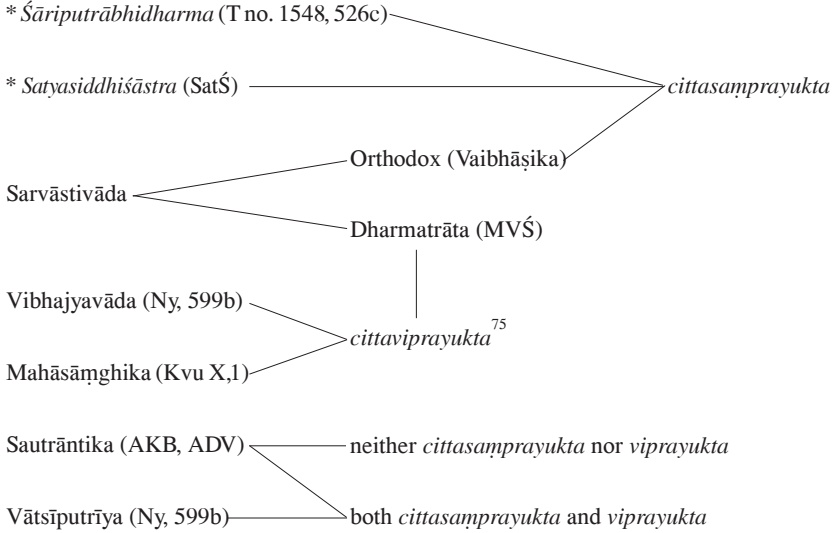 * Śāriputrābhidharma (T no. 1548, 526c)
* Satyasiddhiśāstra (SatŚ)
cittasaṃprayukta
Orthodox (Vaibhāṣika)
Sarvāstivāda
Dharmatrāta (MVŚ)
Vibhajyavāda (Ny, 599b)
cittaviprayukta75
Mahāsāṃghika (Kvu X,1)
Sautrāntika (AKB, ADV)
neither cittasaṃprayukta nor viprayukta
Vātsīputrīya (Ny, 599b)
both cittasaṃprayukta and viprayukta